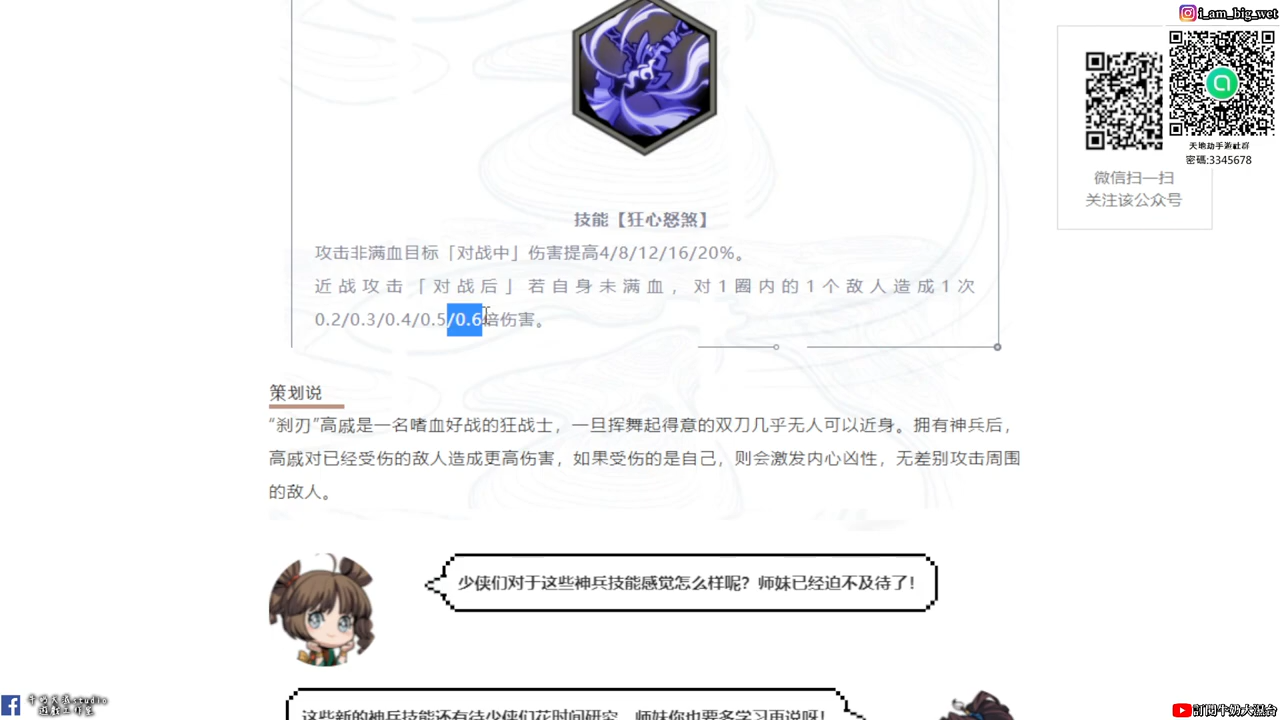 i_am_big_wet
天地劫手游社群
密碼:3345678
微信扫一扫
关注该公众号
技能【狂心怒煞】
攻击非满血目标「对战中」伤害提高4/8/12/16/20%。
近战攻击「对战后」若自身未满血，对1圈内的1个敌人造成1次
0.2/0.3/0.4/0.5/0.6倍伤害。
策划说
“刹刃”高戚是一名嗜血好战的狂战士，一旦挥舞起得意的双刀几乎无人可以近身。拥有神兵后，
高戚对已经受伤的敌人造成更高伤害，如果受伤的是自己，则会激发内心凶性，无差别攻击周围
的敌人。
少侠们对于这些神兵技能感觉怎么样呢？师妹已经迫不及待了！
这些新的神兵技能还有待少侠们花时间研究，师妹你也要多学习再说呀！